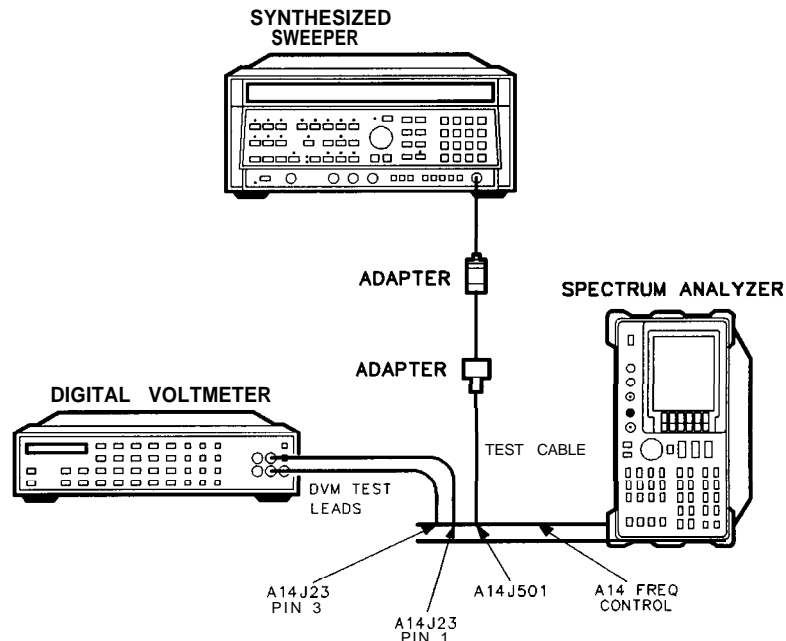 SYNTHESIZED
SWEEPER
ADAPTER
SPECTRUM ANALYZER
ADAPTER
DIGITAL VOLTMETER
TEST CABLE
DVM TEST
LEADS
A14J23
PIN 3
A14J23
PIN 1
A14J501
A14 FREQ
CONTROL